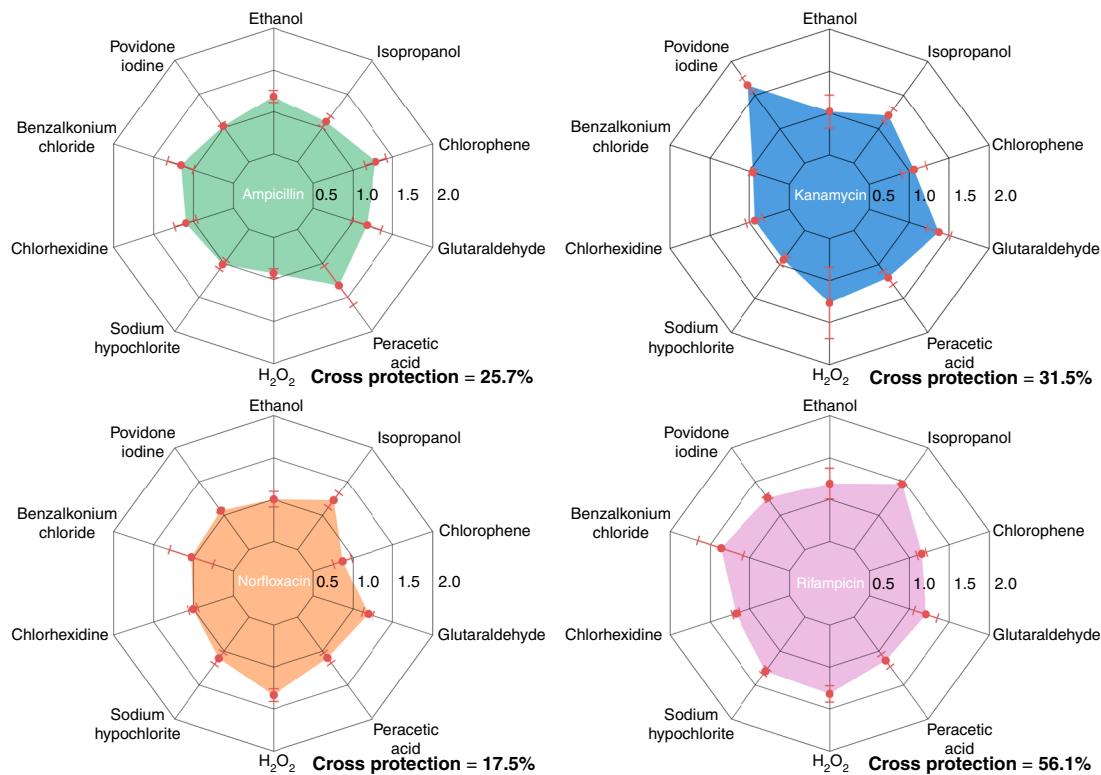 Ethanol
Povidone
iodine
Isopropanol
Benzalkonium
chloride
Chlorophene
Ampicillin
0.5 1.0 1.5 2.0
Chlorhexidine
Glutaraldehyde
Sodium
hypochlorite
Peracetic
acid
H₂O₂
Cross protection = 25.7%
Ethanol
Povidone
iodine
Isopropanol
Benzalkonium
chloride
Chlorophene
Kanamycin
0.5 1.0 1.5 2.0
Chlorhexidine
Glutaraldehyde
Sodium
hypochlorite
Peracetic
acid
H₂O₂
Cross protection = 31.5%
Ethanol
Povidone
iodine
Isopropanol
Benzalkonium
chloride
Chlorophene
Norfloxacin
0.5 1.0 1.5 2.0
Chlorhexidine
Glutaraldehyde
Sodium
hypochlorite
Peracetic
acid
H₂O₂
Cross protection = 17.5%
Ethanol
Povidone
iodine
Isopropanol
Benzalkonium
chloride
Chlorophene
Rifampicin
0.5 1.0 1.5 2.0
Chlorhexidine
Glutaraldehyde
Sodium
hypochlorite
Peracetic
acid
H₂O₂
Cross protection = 56.1%